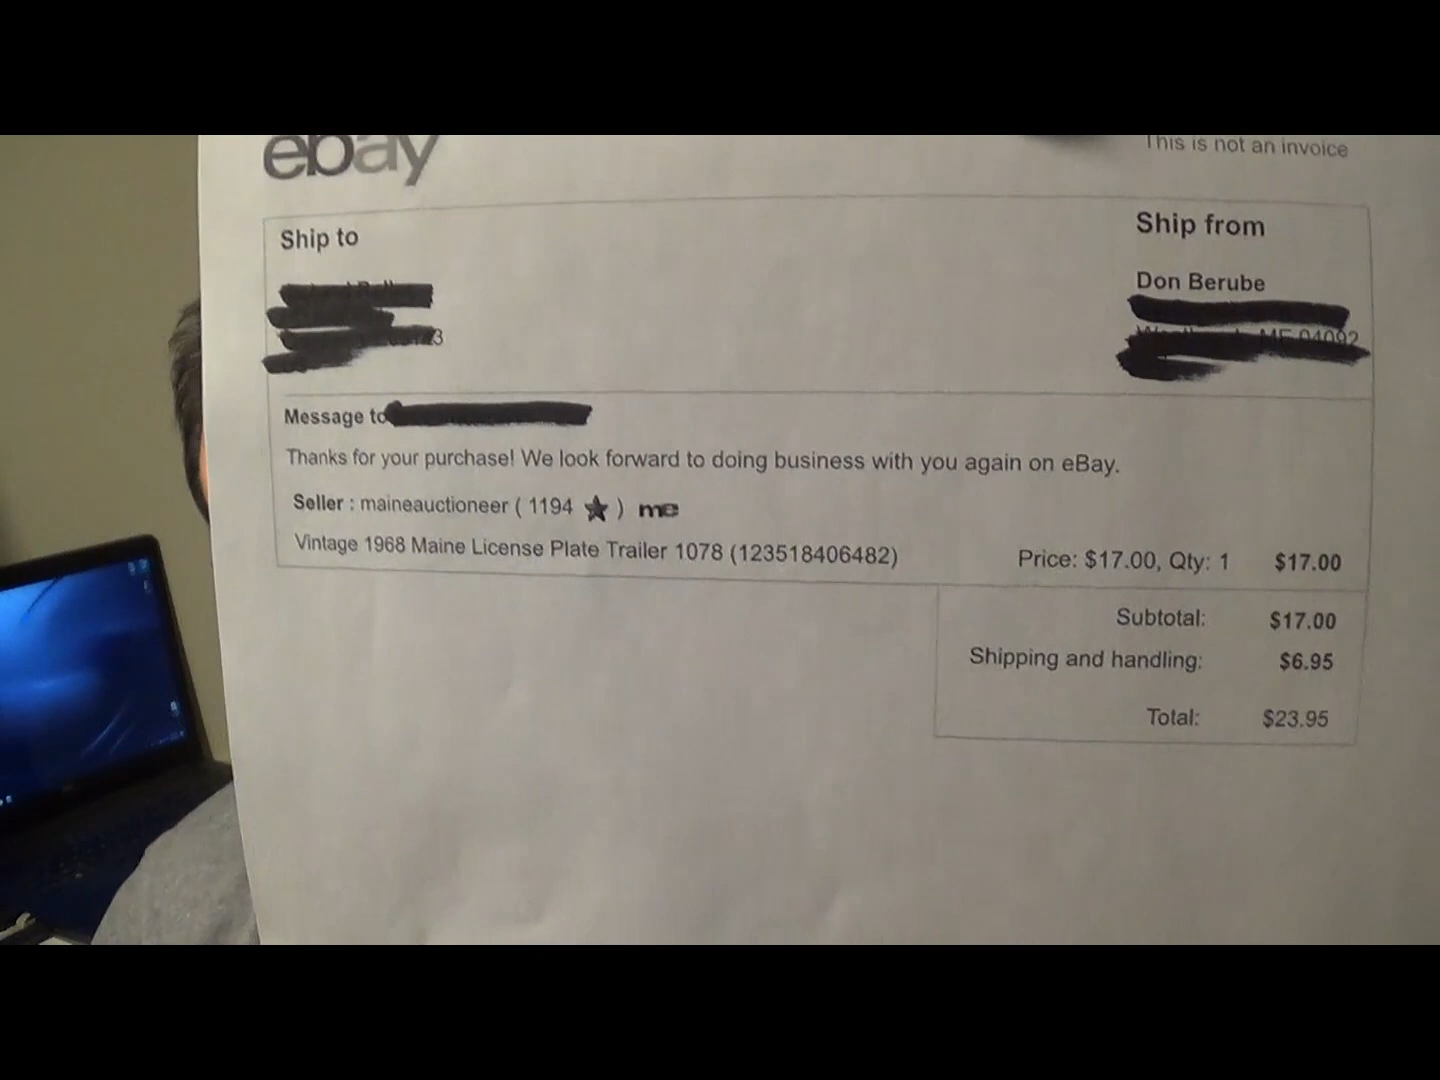 ebay
This is not an invoice
Ship to
Ship from
Don Berube
Message to
Thanks for your purchase! We look forward to doing business with you again on eBay.
Seller : maineauctioneer ( 1194 ★ ) me
Vintage 1968 Maine License Plate Trailer 1078 (123518406482) Price: $17.00, Qty: 1 $17.00
Subtotal: $17.00
Shipping and handling: $6.95
Total: $23.95